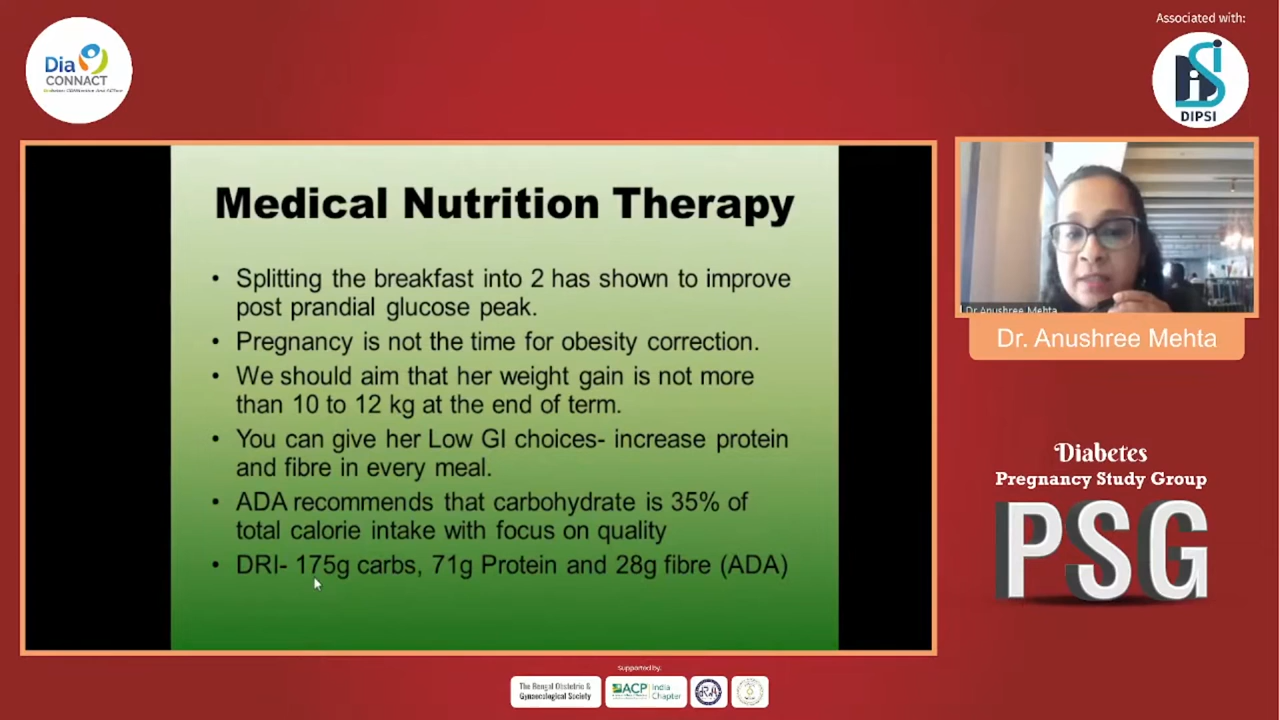 Associated with:
Dia
CONNACT
DIPSI
Medical Nutrition Therapy
• Splitting the breakfast into 2 has shown to improve
post prandial glucose peak.
• Pregnancy is not the time for obesity correction.
• We should aim that her weight gain is not more
than 10 to 12 kg at the end of term.
• You can give her Low GI choices- increase protein
and fibre in every meal.
• ADA recommends that carbohydrate is 35% of
total calorie intake with focus on quality
• DRI- 175g carbs, 71g Protein and 28g fibre (ADA)
Dr Anushree Mehta
Dr. Anushree Mehta
Diabetes
Pregnancy Study Group
PSG
Supported by:
The Bengal Obstetric &
Gynaecological Society
ACP
India
Chapter